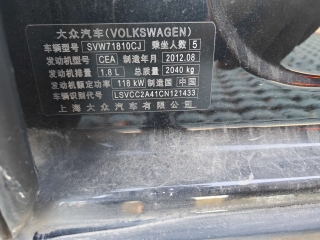 大众汽车(VOLKSWAGEN)
车辆型号 SVW71810CJ 乘坐人数 5
发动机型号 CEA 制造年月 2012.08
发动机排量 1.8 L 总质量 2040 kg
发动机额定功率 118 kW 制造国 中国
车辆识别代号 LSVCC2A41CN121433
上海大众汽车有限公司